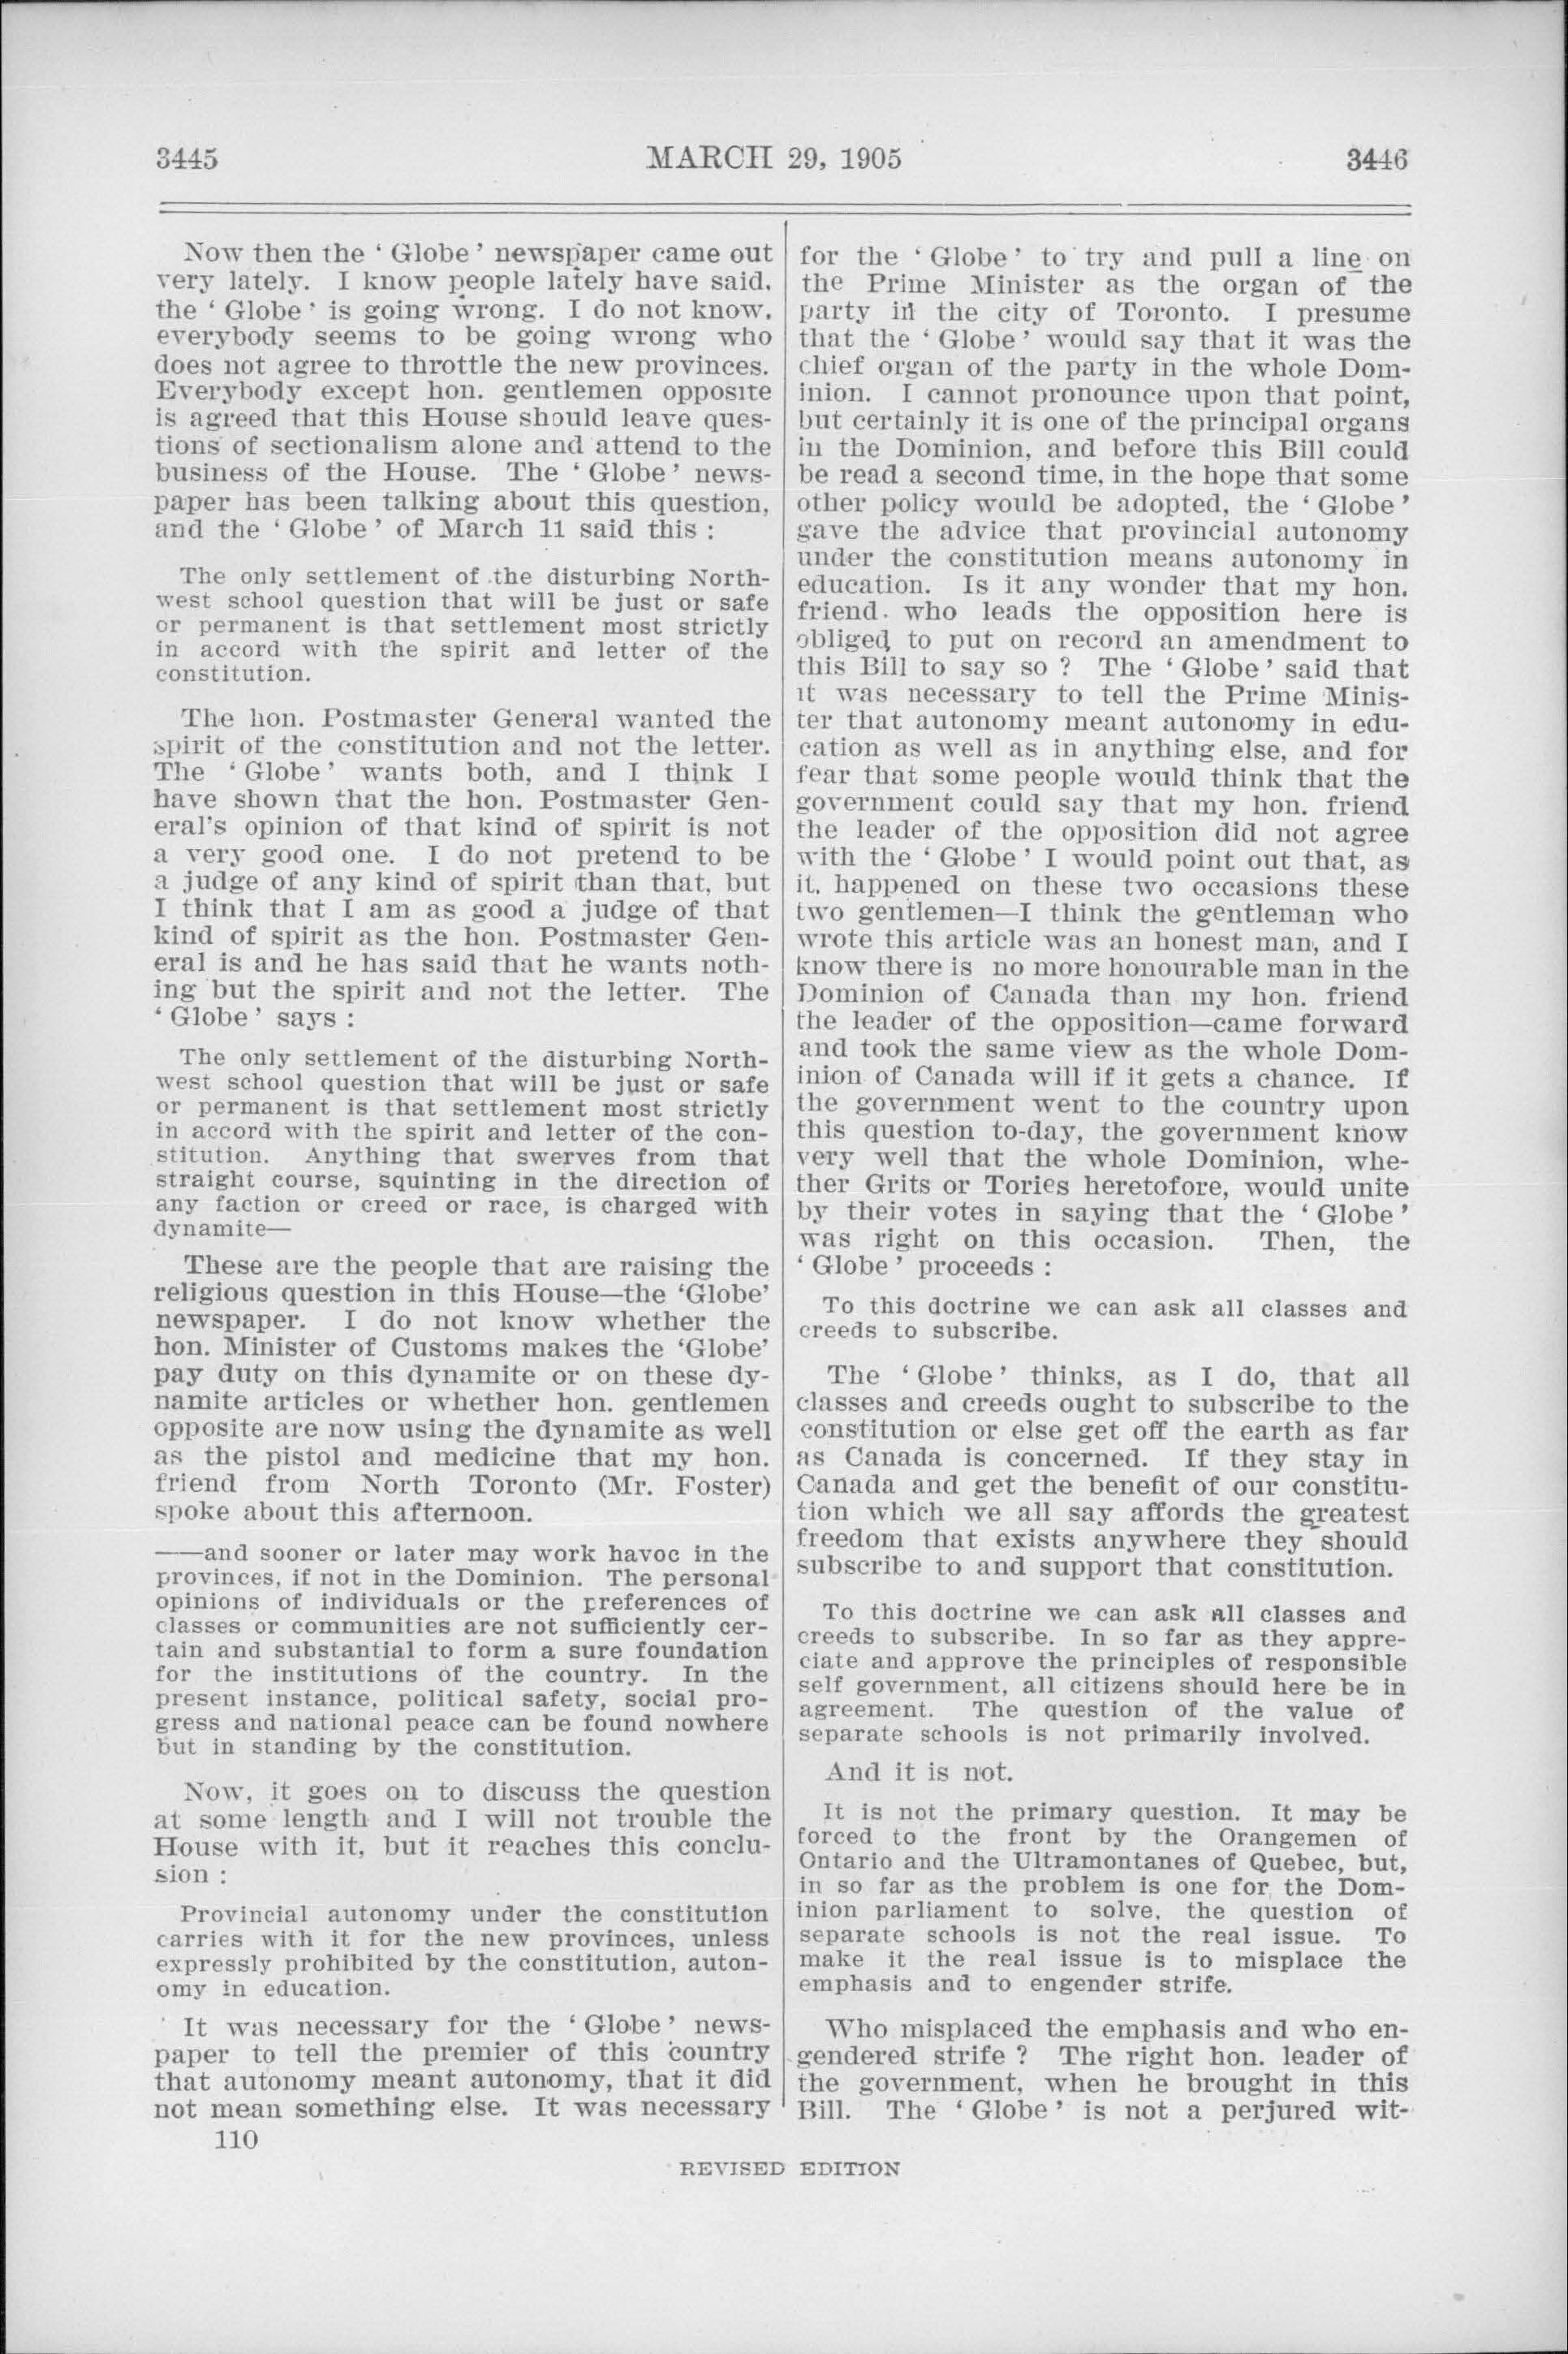 3445
MARCH 29, 1905
3446
Now then the ‘ Globe ’ newspaper came out
very lately. I know people lately have said,
the ‘ Globe ’ is going wrong. I do not know,
everybody seems to be going wrong who
does not agree to throttle the new provinces.
Everybody except hon. gentlemen opposite
is agreed that this House should leave ques-
tions of sectionalism alone and attend to the
business of the House. The ‘ Globe ’ news-
paper has been talking about this question,
and the ‘ Globe ’ of March 11 said this :
The only settlement of the disturbing North-
west school question that will be just or safe
or permanent is that settlement most strictly
in accord with the spirit and letter of the
constitution.
The hon. Postmaster General wanted the
spirit of the constitution and not the letter.
The ‘ Globe ’ wants both, and I think I
have shown that the hon. Postmaster Gen-
eral's opinion of that kind of spirit is not
a very good one. I do not pretend to be
a judge of any kind of spirit than that, but
I think that I am as good a judge of that
kind of spirit as the hon. Postmaster Gen-
eral is and he has said that he wants noth-
ing but the spirit and not the letter. The
‘ Globe ’ says :
The only settlement of the disturbing North-
west school question that will be just or safe
or permanent is that settlement most strictly
in accord with the spirit and letter of the con-
stitution. Anything that swerves from that
straight course, squinting in the direction of
any faction or creed or race, is charged with
dynamite—
These are the people that are raising the
religious question in this House—the ‘Globe’
newspaper. I do not know whether the
hon. Minister of Customs makes the ‘Globe’
pay duty on this dynamite or on these dy-
namite articles or whether hon. gentlemen
opposite are now using the dynamite as well
as the pistol and medicine that my hon.
friend from North Toronto (Mr. Foster)
spoke about this afternoon.
——and sooner or later may work havoc in the
provinces, if not in the Dominion. The personal
opinions of individuals or the preferences of
classes or communities are not sufficiently cer-
tain and substantial to form a sure foundation
for the institutions of the country. In the
present instance, political safety, social pro-
gress and national peace can be found nowhere
but in standing by the constitution.
Now, it goes on to discuss the question
at some length and I will not trouble the
House with it, but it reaches this conclu-
sion :
Provincial autonomy under the constitution
carries with it for the new provinces, unless
expressly prohibited by the constitution, auton-
omy in education.
It was necessary for the ‘ Globe ’ news-
paper to tell the premier of this country
that autonomy meant autonomy, that it did
not mean something else. It was necessary
110
for the ‘ Globe ’ to try and pull a line on
the Prime Minister as the organ of the
party in the city of Toronto. I presume
that the ‘ Globe ’ would say that it was the
chief organ of the party in the whole Dom-
inion. I cannot pronounce upon that point,
but certainly it is one of the principal organs
in the Dominion, and before this Bill could
be read a second time, in the hope that some
other policy would be adopted, the ‘ Globe ’
gave the advice that provincial autonomy
under the constitution means autonomy in
education. Is it any wonder that my hon.
friend who leads the opposition here is
obliged to put on record an amendment to
this Bill to say so ? The ‘ Globe ’ said that
it was necessary to tell the Prime Minis-
ter that autonomy meant autonomy in edu-
cation as well as in anything else, and for
fear that some people would think that the
government could say that my hon. friend
the leader of the opposition did not agree
with the ‘ Globe ’ I would point out that, as
it happened on these two occasions these
two gentlemen—I think the gentleman who
wrote this article was an honest man, and I
know there is no more honourable man in the
Dominion of Canada than my hon. friend
the leader of the opposition—came forward
and took the same view as the whole Dom-
inion of Canada will if it gets a chance. If
the government went to the country upon
this question to-day, the government know
very well that the whole Dominion, whe-
ther Grits or Tories heretofore, would unite
by their votes in saying that the ‘ Globe ’
was right on this occasion. Then, the
‘ Globe ’ proceeds :
To this doctrine we can ask all classes and
creeds to subscribe.
The ‘ Globe ’ thinks, as I do, that all
classes and creeds ought to subscribe to the
constitution or else get off the earth as far
as Canada is concerned. If they stay in
Canada and get the benefit of our constitu-
tion which we all say affords the greatest
freedom that exists anywhere they should
subscribe to and support that constitution.
To this doctrine we can ask all classes and
creeds to subscribe. In so far as they appre-
ciate and approve the principles of responsible
self government, all citizens should here be in
agreement. The question of the value of
separate schools is not primarily involved.
And it is not.
It is not the primary question. It may be
forced to the front by the Orangemen of
Ontario and the Ultramontanes of Quebec, but,
in so far as the problem is one for the Dom-
inion parliament to solve, the question of
separate schools is not the real issue. To
make it the real issue is to misplace the
emphasis and to engender strife.
Who misplaced the emphasis and who en-
gendered strife ? The right hon. leader of
the government, when he brought in this
Bill. The ‘ Globe ’ is not a perjured wit-
REVISED EDITION